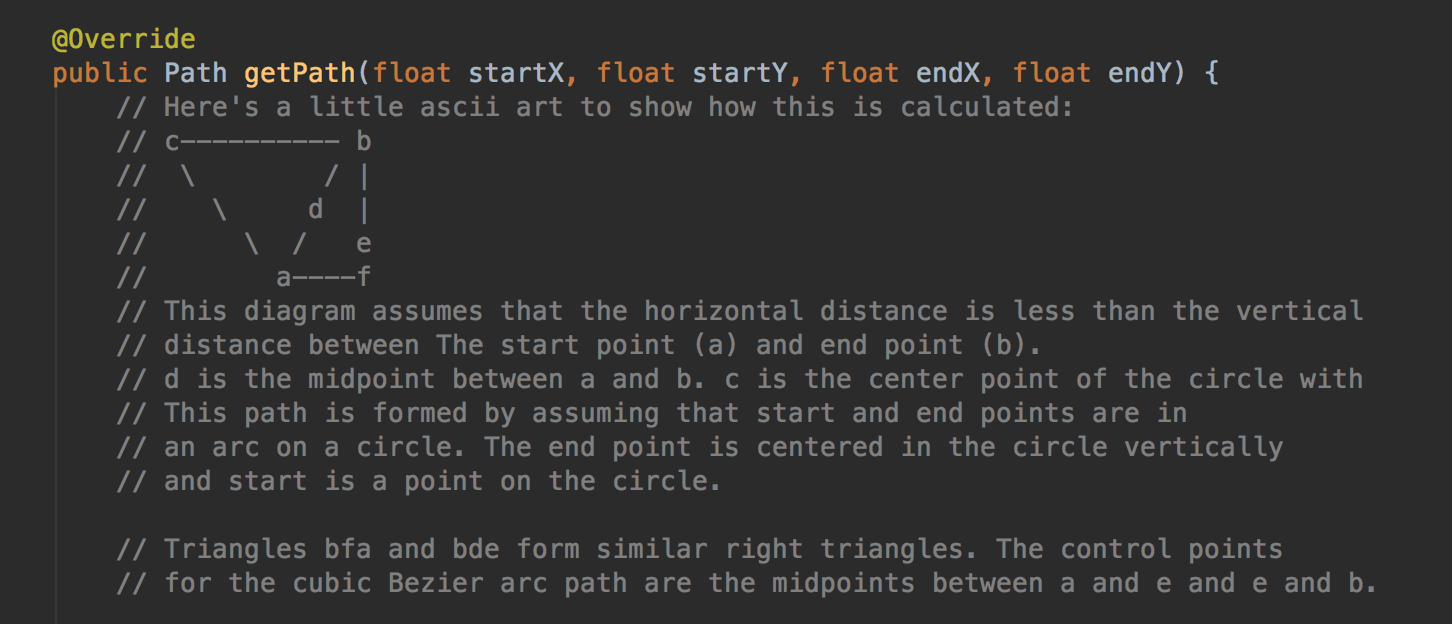 @Override
public Path getPath(float startX, float startY, float endX, float endY) {
    // Here's a little ascii art to show how this is calculated:
    // c---------- b
    //  \        / |
    //    \     d  |
    //      \  /   e
    //        a----f
    // This diagram assumes that the horizontal distance is less than the vertical
    // distance between The start point (a) and end point (b).
    // d is the midpoint between a and b. c is the center point of the circle with
    // This path is formed by assuming that start and end points are in
    // an arc on a circle. The end point is centered in the circle vertically
    // and start is a point on the circle.

    // Triangles bfa and bde form similar right triangles. The control points
    // for the cubic Bezier arc path are the midpoints between a and e and e and b.